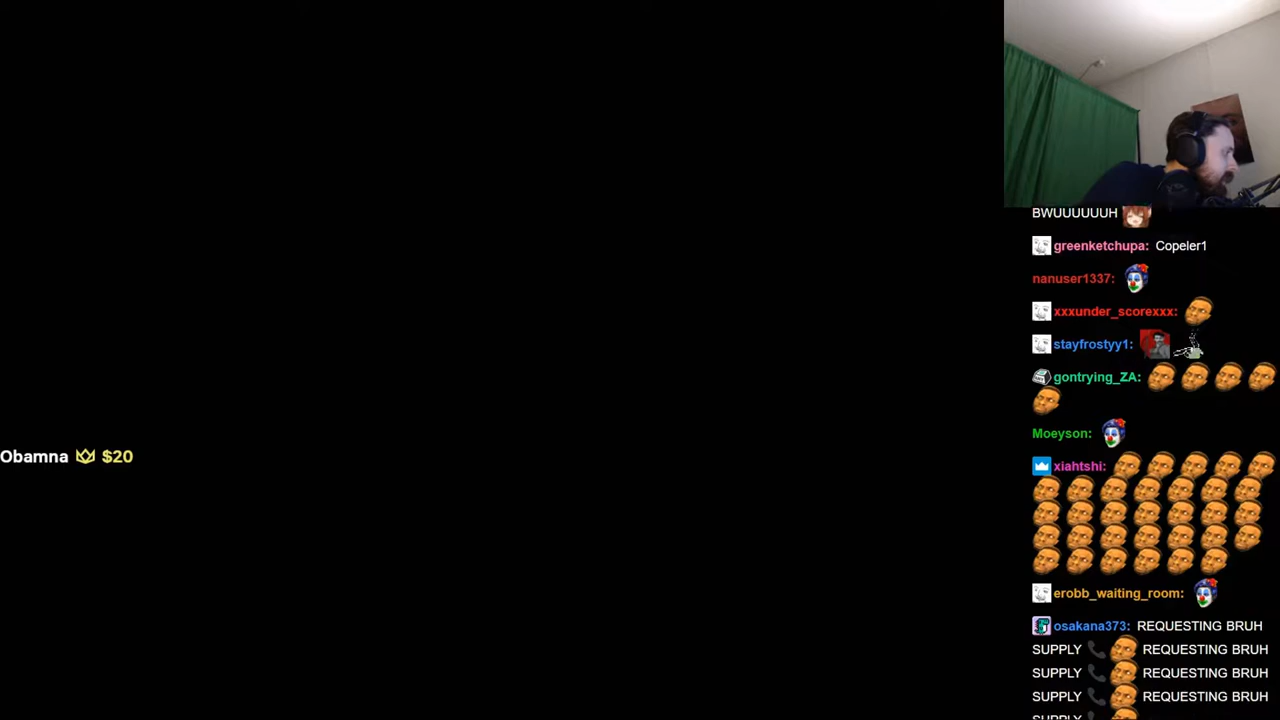 BWUUUUUUH
greenketchupa: Copeler1
nanuser1337:
xxxunder_scorexxx:
stayfrostyy1:
gontrying_ZA:
Moeyson:
Obamna $20
xiahtshi:
erobb_waiting_room:
osakana373: REQUESTING BRUH
SUPPLY REQUESTING BRUH
SUPPLY REQUESTING BRUH
SUPPLY REQUESTING BRUH
SUPPLY